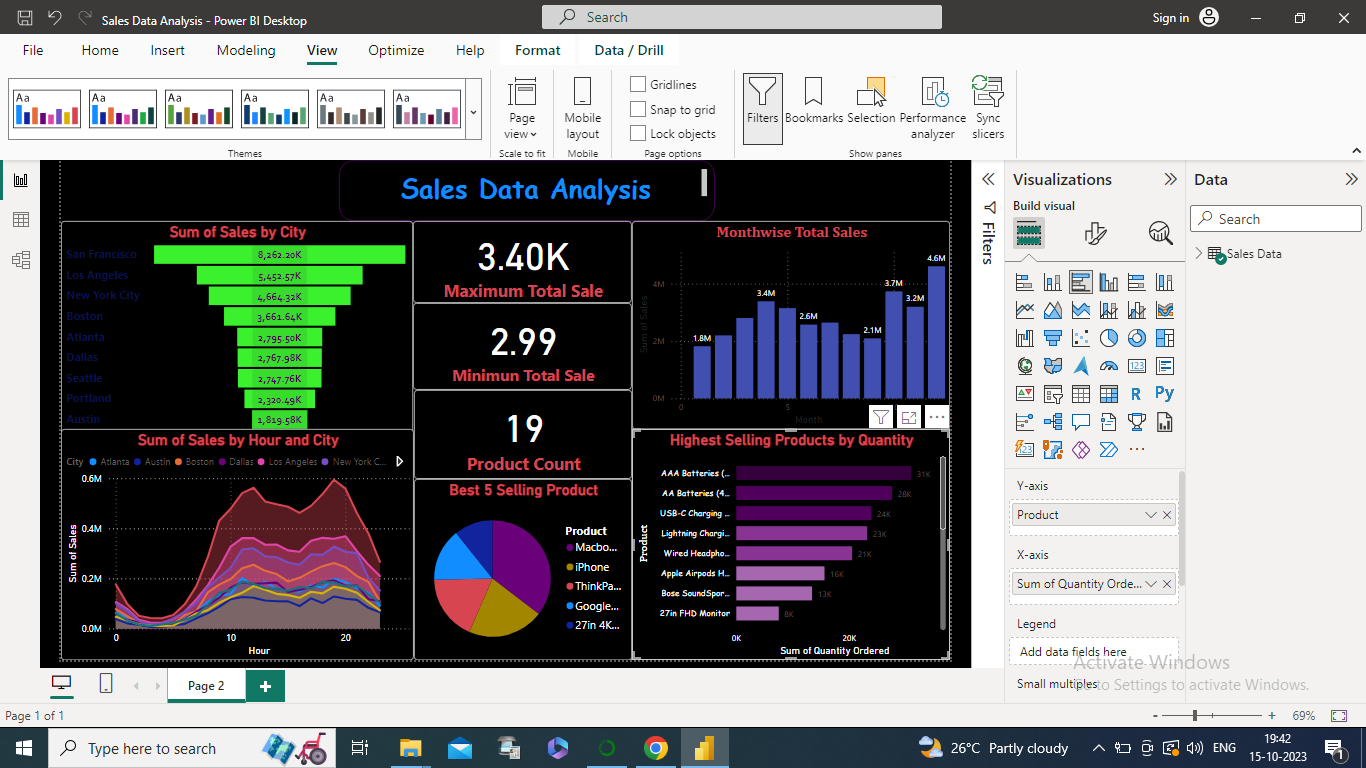 Sales Data Analysis - Power BI Desktop
Search
Sign in
File Home Insert Modeling View Optimize Help Format Data / Drill
Aa Aa Aa Aa Aa Aa
Themes
Page view
Scale to fit
Mobile layout
Mobile
Gridlines
Snap to grid
Lock objects
Page options
Filters
Bookmarks
Selection
Performance analyzer
Sync slicers
Show panes
Sales Data Analysis
Sum of Sales by City
San Francisco 8,262.20K
Los Angeles 5,452.57K
New York City 4,664.32K
Boston 3,661.64K
Atlanta 2,795.50K
Dallas 2,767.98K
Seattle 2,747.76K
Portland 2,320.49K
Austin 1,819.58K
3.40K
Maximum Total Sale
2.99
Minimun Total Sale
19
Product Count
Monthwise Total Sales
Sum of Sales
4M
2M
0M
1.8M 3.4M 2.6M 2.1M 3.7M 3.2M 4.6M
0 5
Month
Sum of Sales by Hour and City
City Atlanta Austin Boston Dallas Los Angeles New York C...
Sum of Sales
0.6M
0.4M
0.2M
0.0M
0 10 20
Hour
Best 5 Selling Product
Product
Macbo...
iPhone
ThinkPa...
Google...
27in 4K...
Highest Selling Products by Quantity
Product
AAA Batteries (... 31K
AA Batteries (4... 28K
USB-C Charging ... 24K
Lightning Chargi... 23K
Wired Headpho... 21K
Apple Airpods H... 16K
Bose SoundSpor... 13K
27in FHD Monitor 8K
0K 20K
Sum of Quantity Ordered
Filters
Visualizations
Build visual
123
R Py
123
Y-axis
Product
X-axis
Sum of Quantity Orde...
Legend
Add data fields here
Small multiples
Data
Search
Sales Data
Activate Windows
Go to Settings to activate Windows.
Page 2
Page 1 of 1
69%
Type here to search
26°C Partly cloudy
ENG
19:42
15-10-2023
1